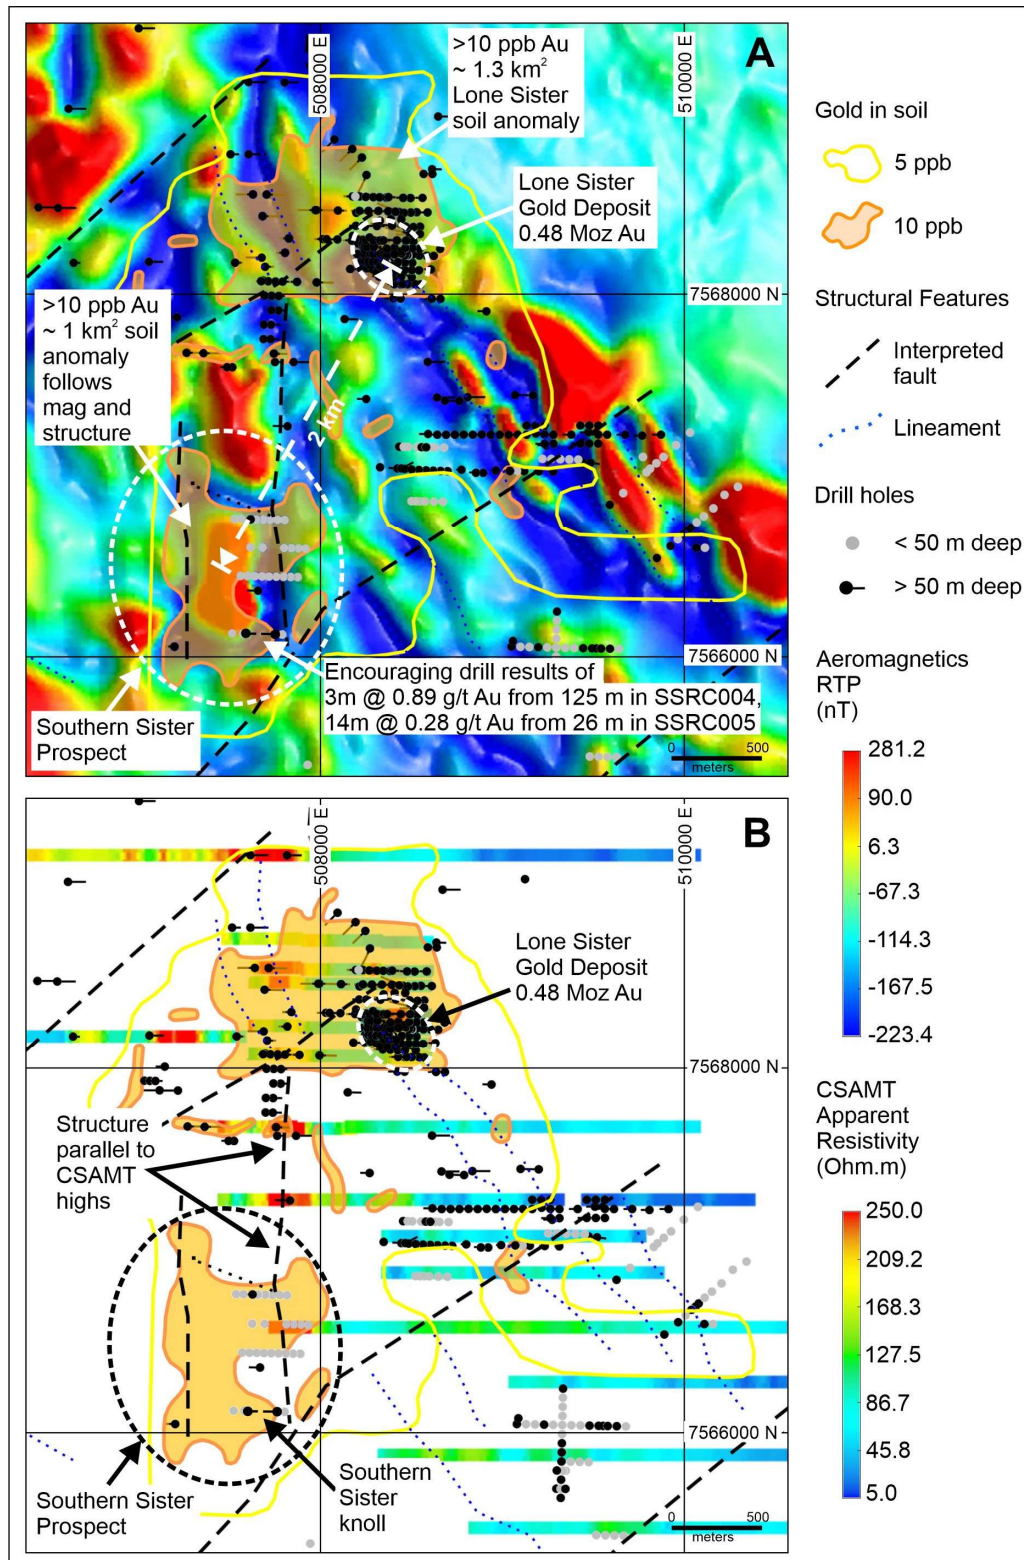 A
508000 E
510000 E
>10 ppb Au
~ 1.3 km²
Lone Sister
soil anomaly
Lone Sister
Gold Deposit
0.48 Moz Au
7568000 N
>10 ppb Au
~ 1 km² soil
anomaly
follows
mag and
structure
2 km
7566000 N
Encouraging drill results of
3m @ 0.89 g/t Au from 125 m in SSRC004,
14m @ 0.28 g/t Au from 26 m in SSRC005
Southern Sister
Prospect
0 500
meters
Gold in soil
5 ppb
10 ppb
Structural Features
Interpreted
fault
Lineament
Drill holes
< 50 m deep
> 50 m deep
Aeromagnetics
RTP
(nT)
281.2
90.0
6.3
-67.3
-114.3
-167.5
-223.4
B
508000 E
510000 E
Lone Sister
Gold Deposit
0.48 Moz Au
7568000 N
Structure
parallel to
CSAMT
highs
7566000 N
Southern Sister
Prospect
Southern
Sister
knoll
0 500
meters
CSAMT
Apparent
Resistivity
(Ohm.m)
250.0
209.2
168.3
127.5
86.7
45.8
5.0